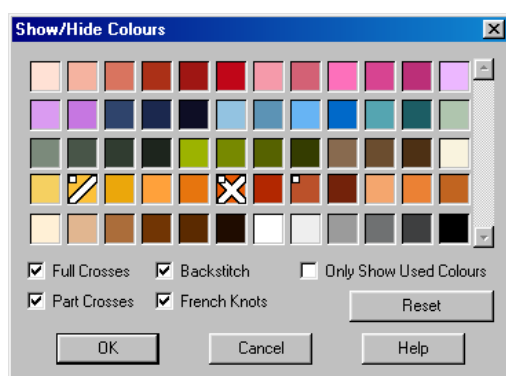 Show/Hide Colours
Full Crosses Backstitch Only Show Used Colours
Part Crosses French Knots Reset
OK Cancel Help